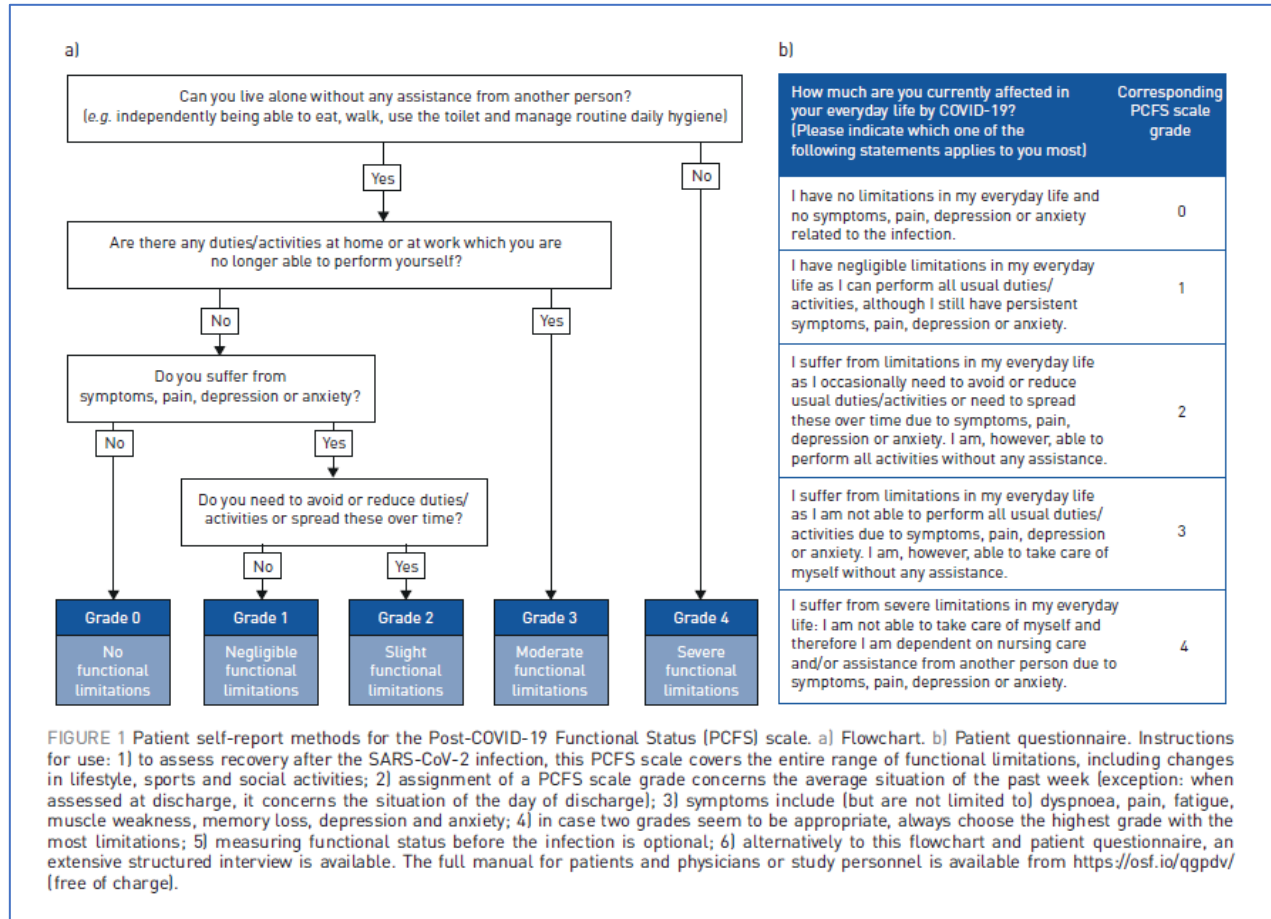 a)
Can you live alone without any assistance from another person?
(e.g. independently being able to eat, walk, use the toilet and manage routine daily hygiene)
Yes
No
Are there any duties/activities at home or at work which you are
no longer able to perform yourself?
No
Yes
Do you suffer from
symptoms, pain, depression or anxiety?
No
Yes
Do you need to avoid or reduce duties/
activities or spread these over time?
No
Yes
Grade 0
No
functional
limitations
Grade 1
Negligible
functional
limitations
Grade 2
Slight
functional
limitations
Grade 3
Moderate
functional
limitations
Grade 4
Severe
functional
limitations
b)
How much are you currently affected in
your everyday life by COVID-19?
(Please indicate which one of the
following statements applies to you most)
Corresponding
PCFS scale
grade
I have no limitations in my everyday life and
no symptoms, pain, depression or anxiety
related to the infection.
0
I have negligible limitations in my everyday
life as I can perform all usual duties/
activities, although I still have persistent
symptoms, pain, depression or anxiety.
1
I suffer from limitations in my everyday life
as I occasionally need to avoid or reduce
usual duties/activities or need to spread
these over time due to symptoms, pain,
depression or anxiety. I am, however, able to
perform all activities without any assistance.
2
I suffer from limitations in my everyday life
as I am not able to perform all usual duties/
activities due to symptoms, pain, depression
or anxiety. I am, however, able to take care of
myself without any assistance.
3
I suffer from severe limitations in my everyday
life: I am not able to take care of myself and
therefore I am dependent on nursing care
and/or assistance from another person due to
symptoms, pain, depression or anxiety.
4
FIGURE 1 Patient self-report methods for the Post-COVID-19 Functional Status (PCFS) scale. a) Flowchart. b) Patient questionnaire. Instructions
for use: 1) to assess recovery after the SARS-CoV-2 infection, this PCFS scale covers the entire range of functional limitations, including changes
in lifestyle, sports and social activities; 2) assignment of a PCFS scale grade concerns the average situation of the past week (exception: when
assessed at discharge, it concerns the situation of the day of discharge); 3) symptoms include (but are not limited to) dyspnoea, pain, fatigue,
muscle weakness, memory loss, depression and anxiety; 4) in case two grades seem to be appropriate, always choose the highest grade with the
most limitations; 5) measuring functional status before the infection is optional; 6) alternatively to this flowchart and patient questionnaire, an
extensive structured interview is available. The full manual for patients and physicians or study personnel is available from https://osf.io/qgpdv/
(free of charge).